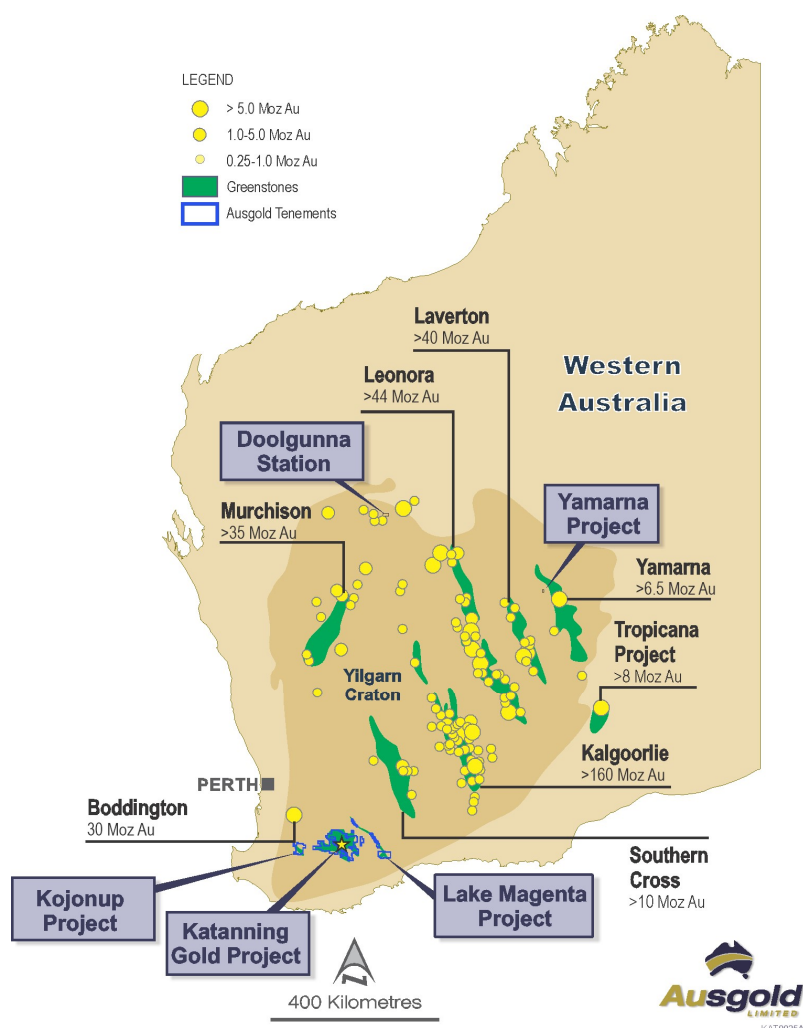 LEGEND
> 5.0 Moz Au
1.0-5.0 Moz Au
0.25-1.0 Moz Au
Greenstones
Ausgold Tenements
Laverton
>40 Moz Au
Leonora
>44 Moz Au
Western
Australia
Doolgunna
Station
Murchison
>35 Moz Au
Yamarna
Project
Yamarna
>6.5 Moz Au
Tropicana
Project
>8 Moz Au
Yilgarn
Craton
Kalgoorlie
>160 Moz Au
PERTH
Boddington
30 Moz Au
Southern
Cross
>10 Moz Au
Kojonup
Project
Katanning
Gold Project
Lake Magenta
Project
N
400 Kilometres
Ausgold
LIMITED